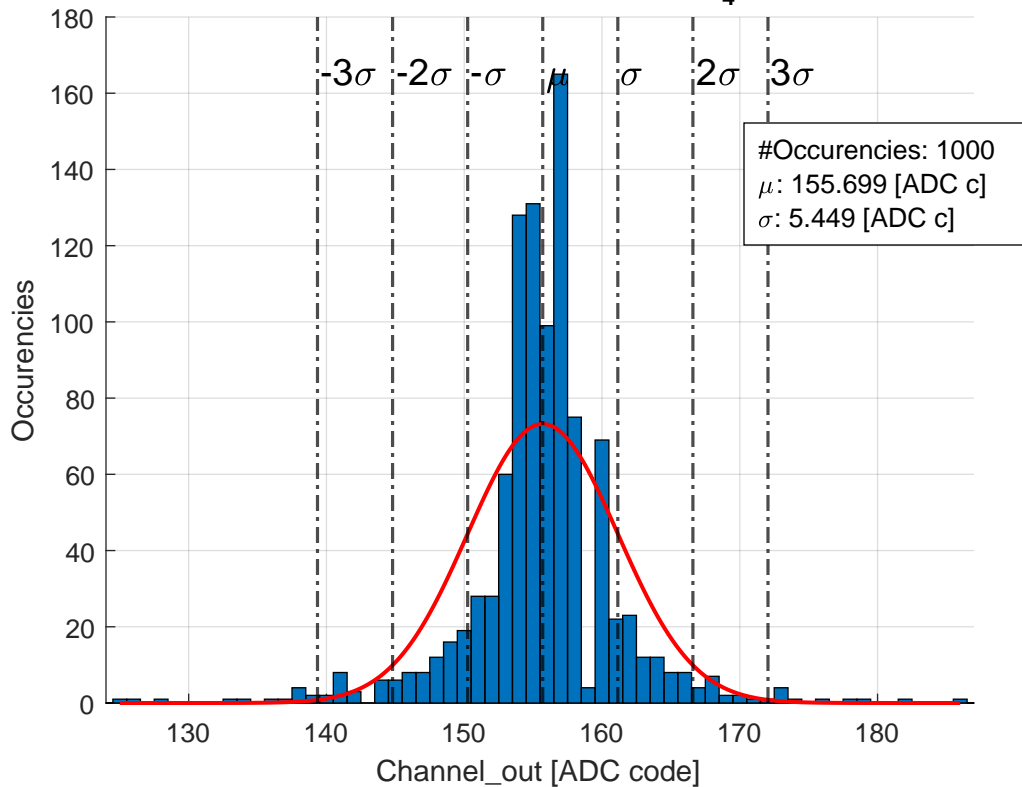 4
180
160
140
120
100
80
60
40
20
0
-3σ -2σ -σ μ σ 2σ 3σ
#Occurencies: 1000
μ: 155.699 [ADC c]
σ: 5.449 [ADC c]
Occurencies
130 140 150 160 170 180
Channel_out [ADC code]